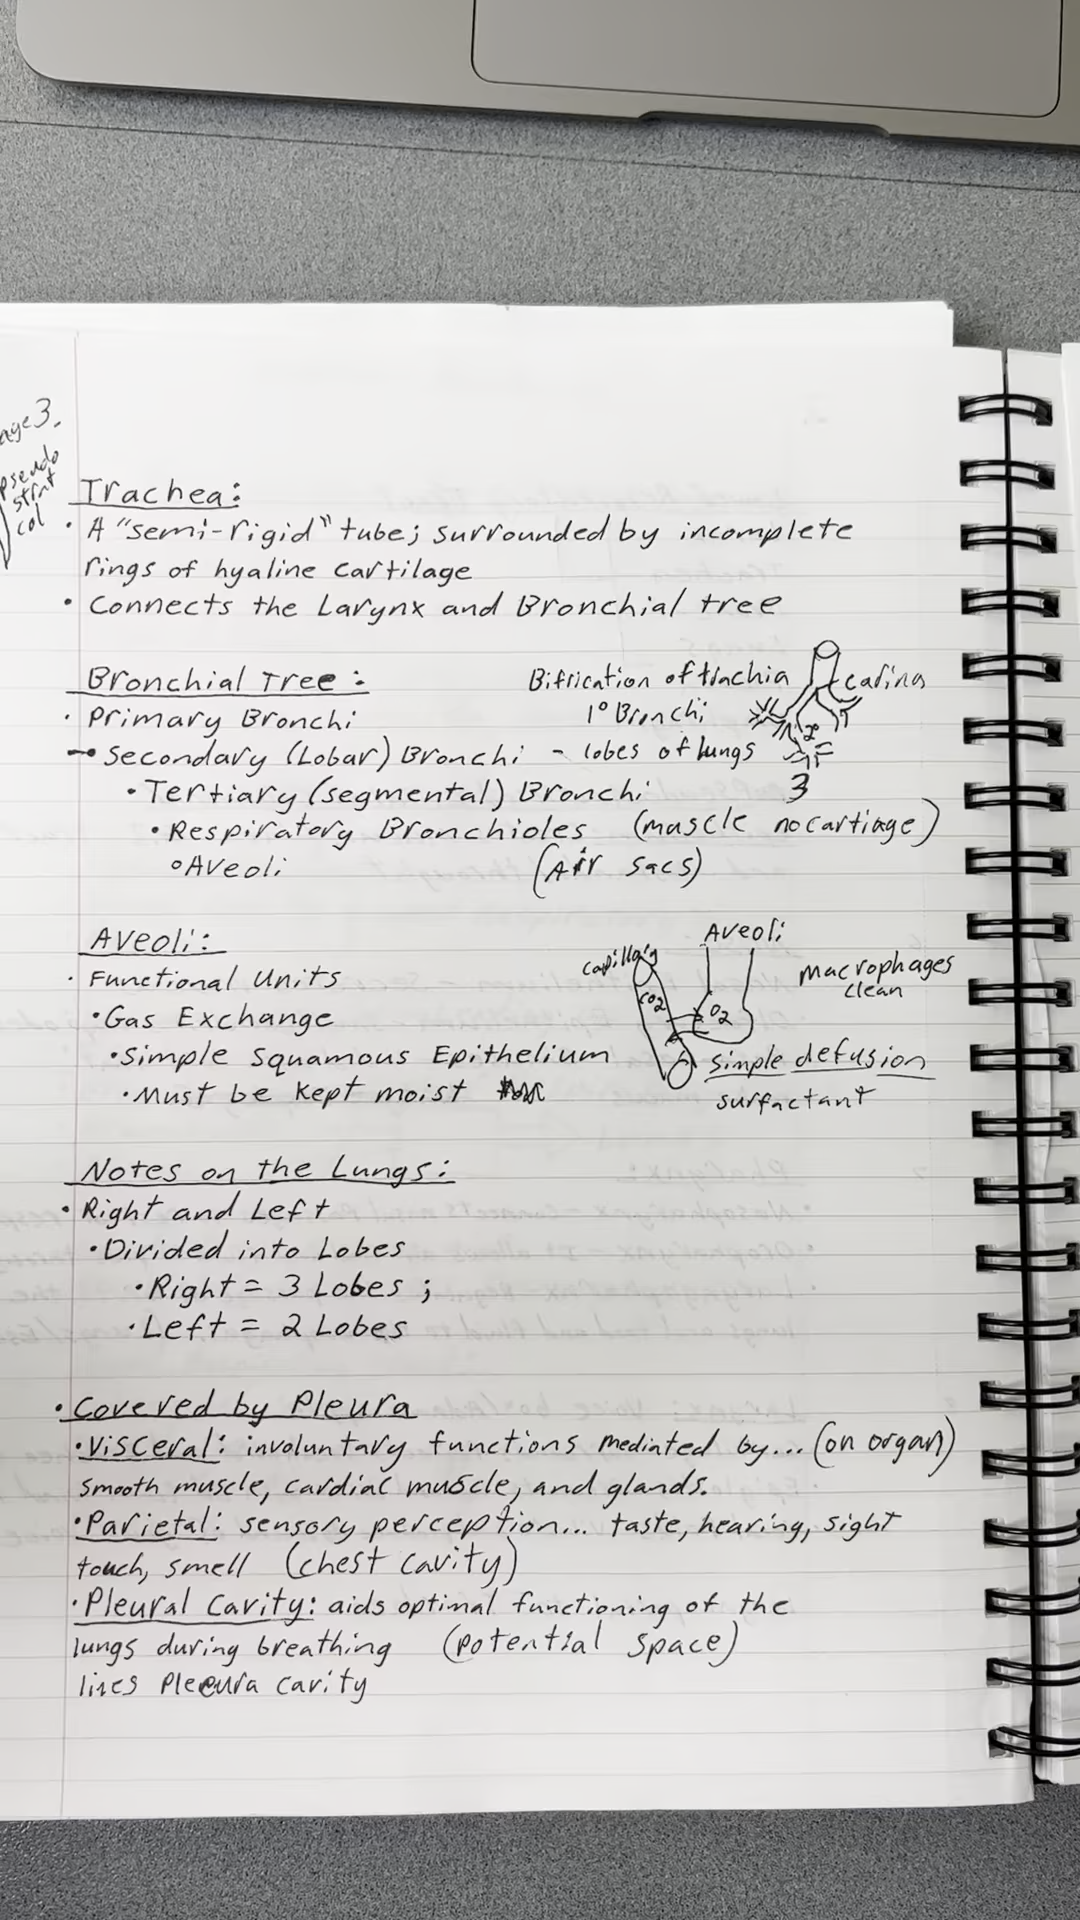 age 3.
pseudo
strat
col
Trachea:
• A "semi-rigid" tube; surrounded by incomplete
rings of hyaline cartilage
• Connects the Larynx and Bronchial tree
Bronchial Tree:
Bifrication of trachia
carina
• Primary Bronchi
1° Bronchi
2
• Secondary (Lobar) Bronchi - lobes of lungs
3
• Tertiary (segmental) Bronchi
• Respiratory Bronchioles (muscle no cartiage)
• Aveoli (Air sacs)
Aveoli:
Aveoli
capillary
• Functional Units
macrophages
clean
CO2
O2
• Gas Exchange
• Simple Squamous Epithelium
simple defusion
• Must be kept moist
surfactant
Notes on the Lungs:
• Right and Left
• Divided into Lobes
• Right = 3 Lobes ;
• Left = 2 Lobes
• Covered by Pleura
• Visceral: involuntary functions mediated by... (on organ)
smooth muscle, cardiac muscle, and glands.
• Parietal: sensory perception... taste, hearing, sight
touch, smell (chest cavity)
• Pleural Cavity: aids optimal functioning of the
lungs during breathing (potential space)
lines Pleeura cavity